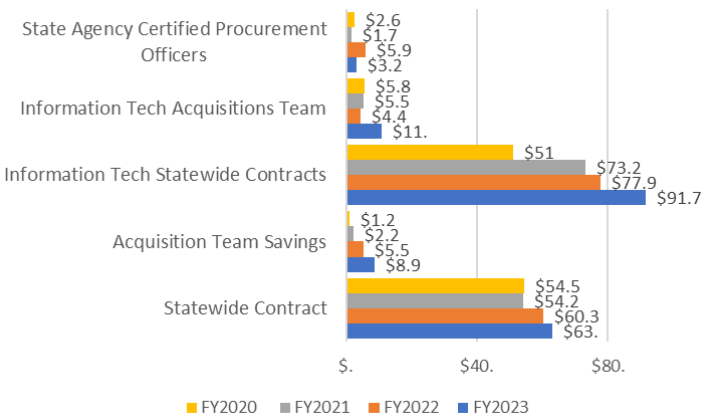 State Agency Certified Procurement
Officers
$2.6
$1.7
$5.9
$3.2
Information Tech Acquisitions Team
$5.8
$5.5
$4.4
$11.
Information Tech Statewide Contracts
$51
$73.2
$77.9
$91.7
Acquisition Team Savings
$1.2
$2.2
$5.5
$8.9
Statewide Contract
$54.5
$54.2
$60.3
$63.
$. $40. $80.
FY2020 FY2021 FY2022 FY2023